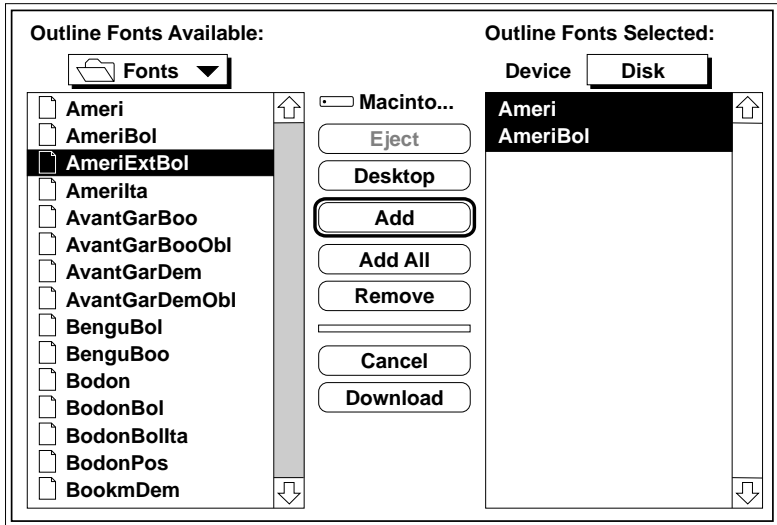 Outline Fonts Available:
Fonts
Ameri
AmeriBol
AmeriExtBol
AmeriIta
AvantGarBoo
AvantGarBooObl
AvantGarDem
AvantGarDemObl
BenguBol
BenguBoo
Bodon
BodonBol
BodonBolIta
BodonPos
BookmDem
Macinto...
Eject
Desktop
Add
Add All
Remove
Cancel
Download
Outline Fonts Selected:
Device Disk
Ameri
AmeriBol